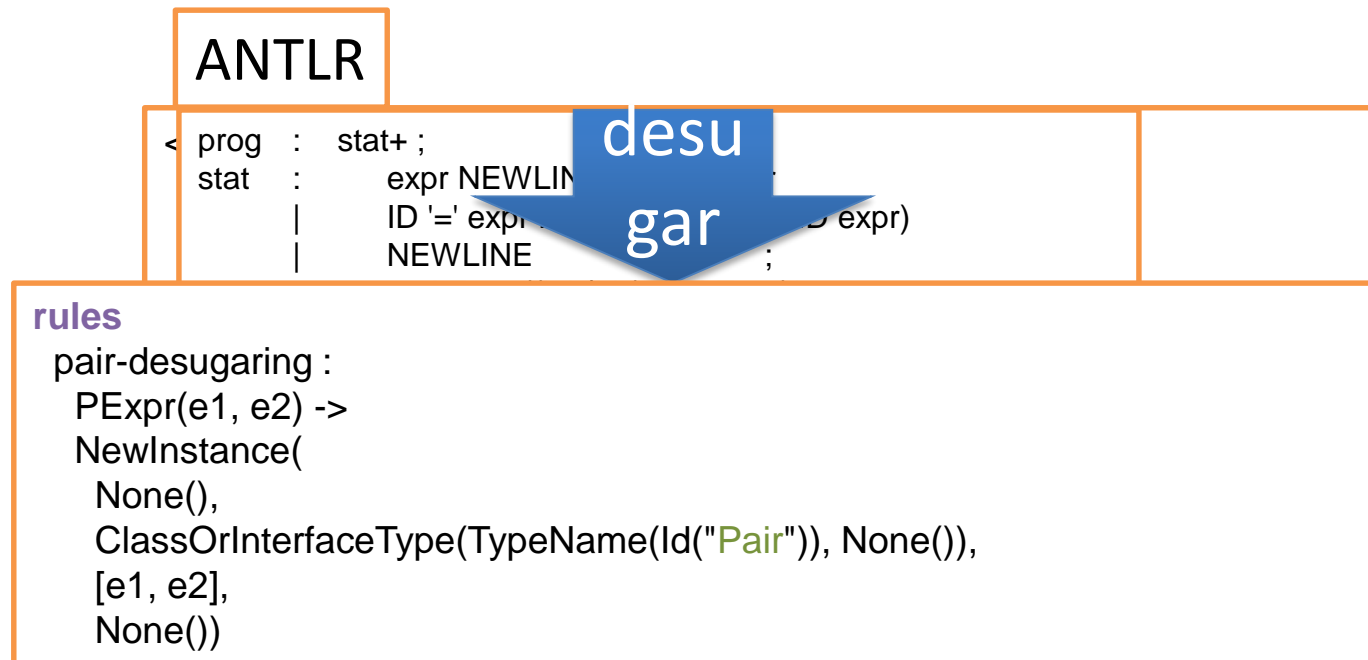 ANTLR
desu
gar
< prog : stat+ ;
stat : expr
| ID '=' expr expr)
| NEWLINE ;
rules
pair-desugaring :
PExpr(e1, e2) ->
NewInstance(
None(),
ClassOrInterfaceType(TypeName(Id("Pair")), None()),
[e1, e2],
None())